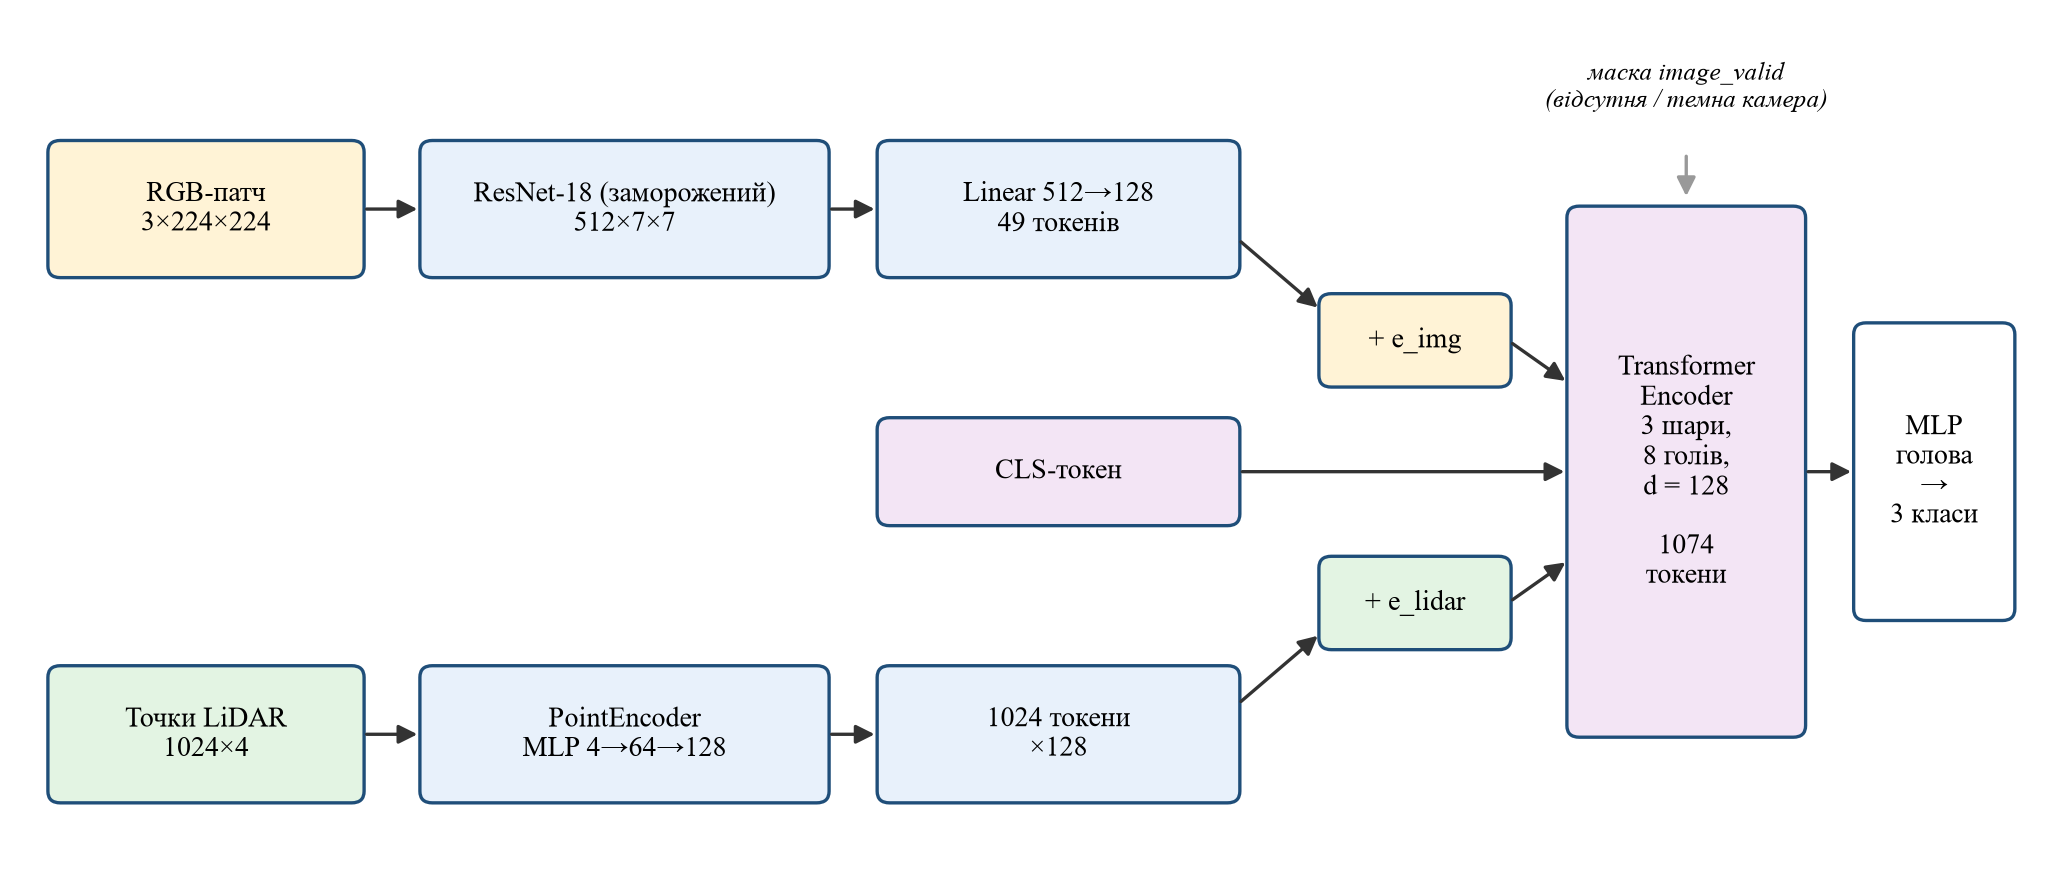 маска image_valid
(відсутня / темна камера)
RGB-патч
3×224×224
ResNet-18 (заморожений)
512×7×7
Linear 512→128
49 токенів
+ e_img
CLS-токен
Transformer
Encoder
3 шари,
8 голів,
d = 128
1074
токени
MLP
голова
→
3 класи
+ e_lidar
Точки LiDAR
1024×4
PointEncoder
MLP 4→64→128
1024 токени
×128